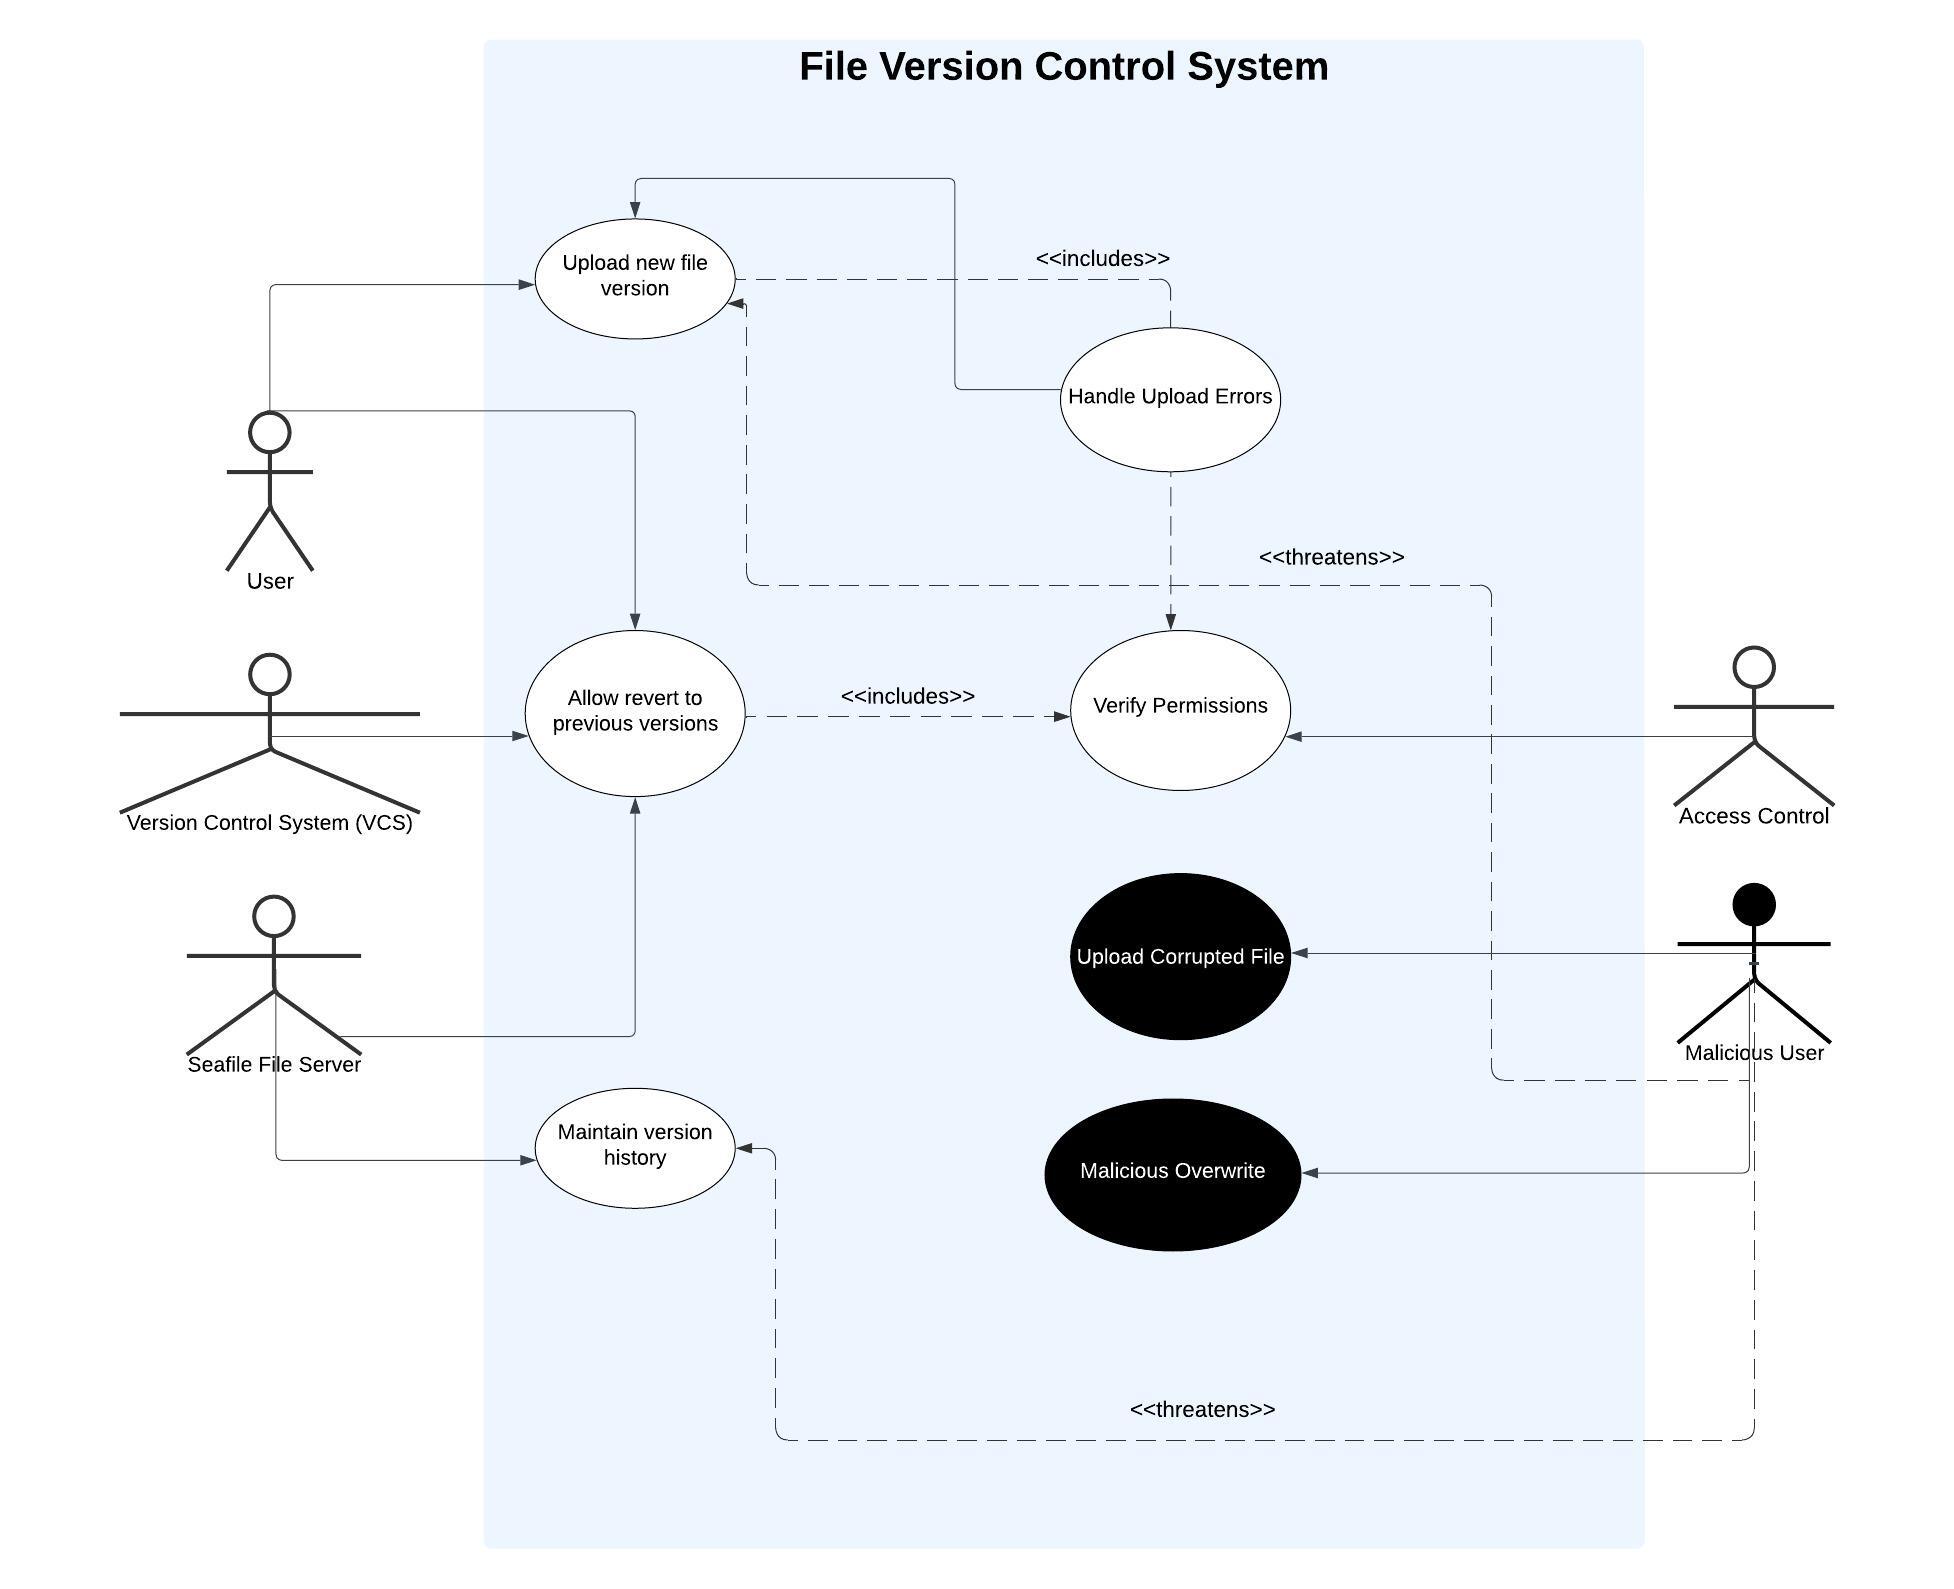 File Version Control System
<<includes>>
Upload new file
version
Handle Upload Errors
<<threatens>>
User
<<includes>>
Allow revert to
previous versions
Verify Permissions
Version Control System (VCS)
Access Control
Upload Corrupted File
Seafile File Server
Malicious User
Maintain version
history
Malicious Overwrite
<<threatens>>